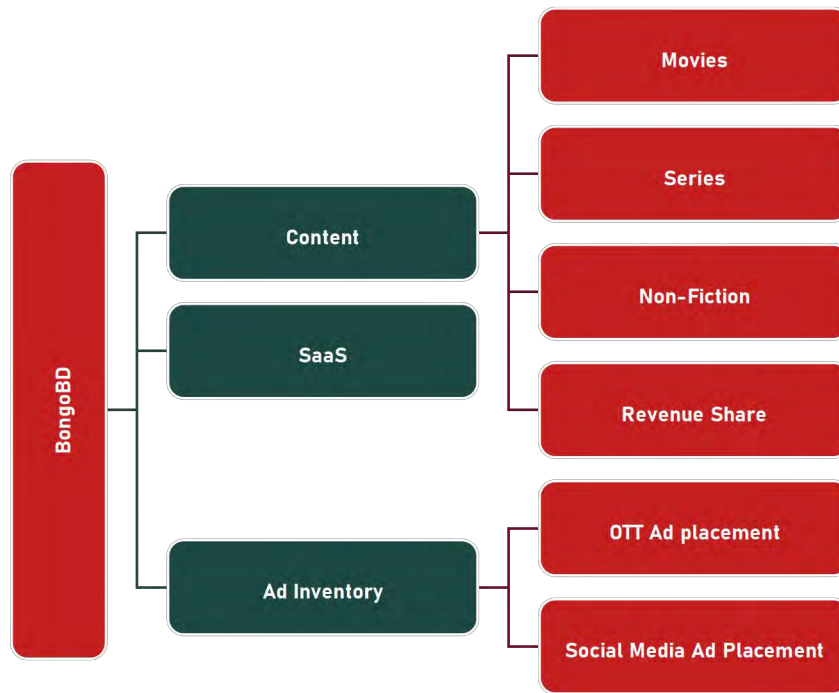 BongoBD
Content
SaaS
Ad Inventory
Movies
Series
Non-Fiction
Revenue Share
OTT Ad placement
Social Media Ad Placement